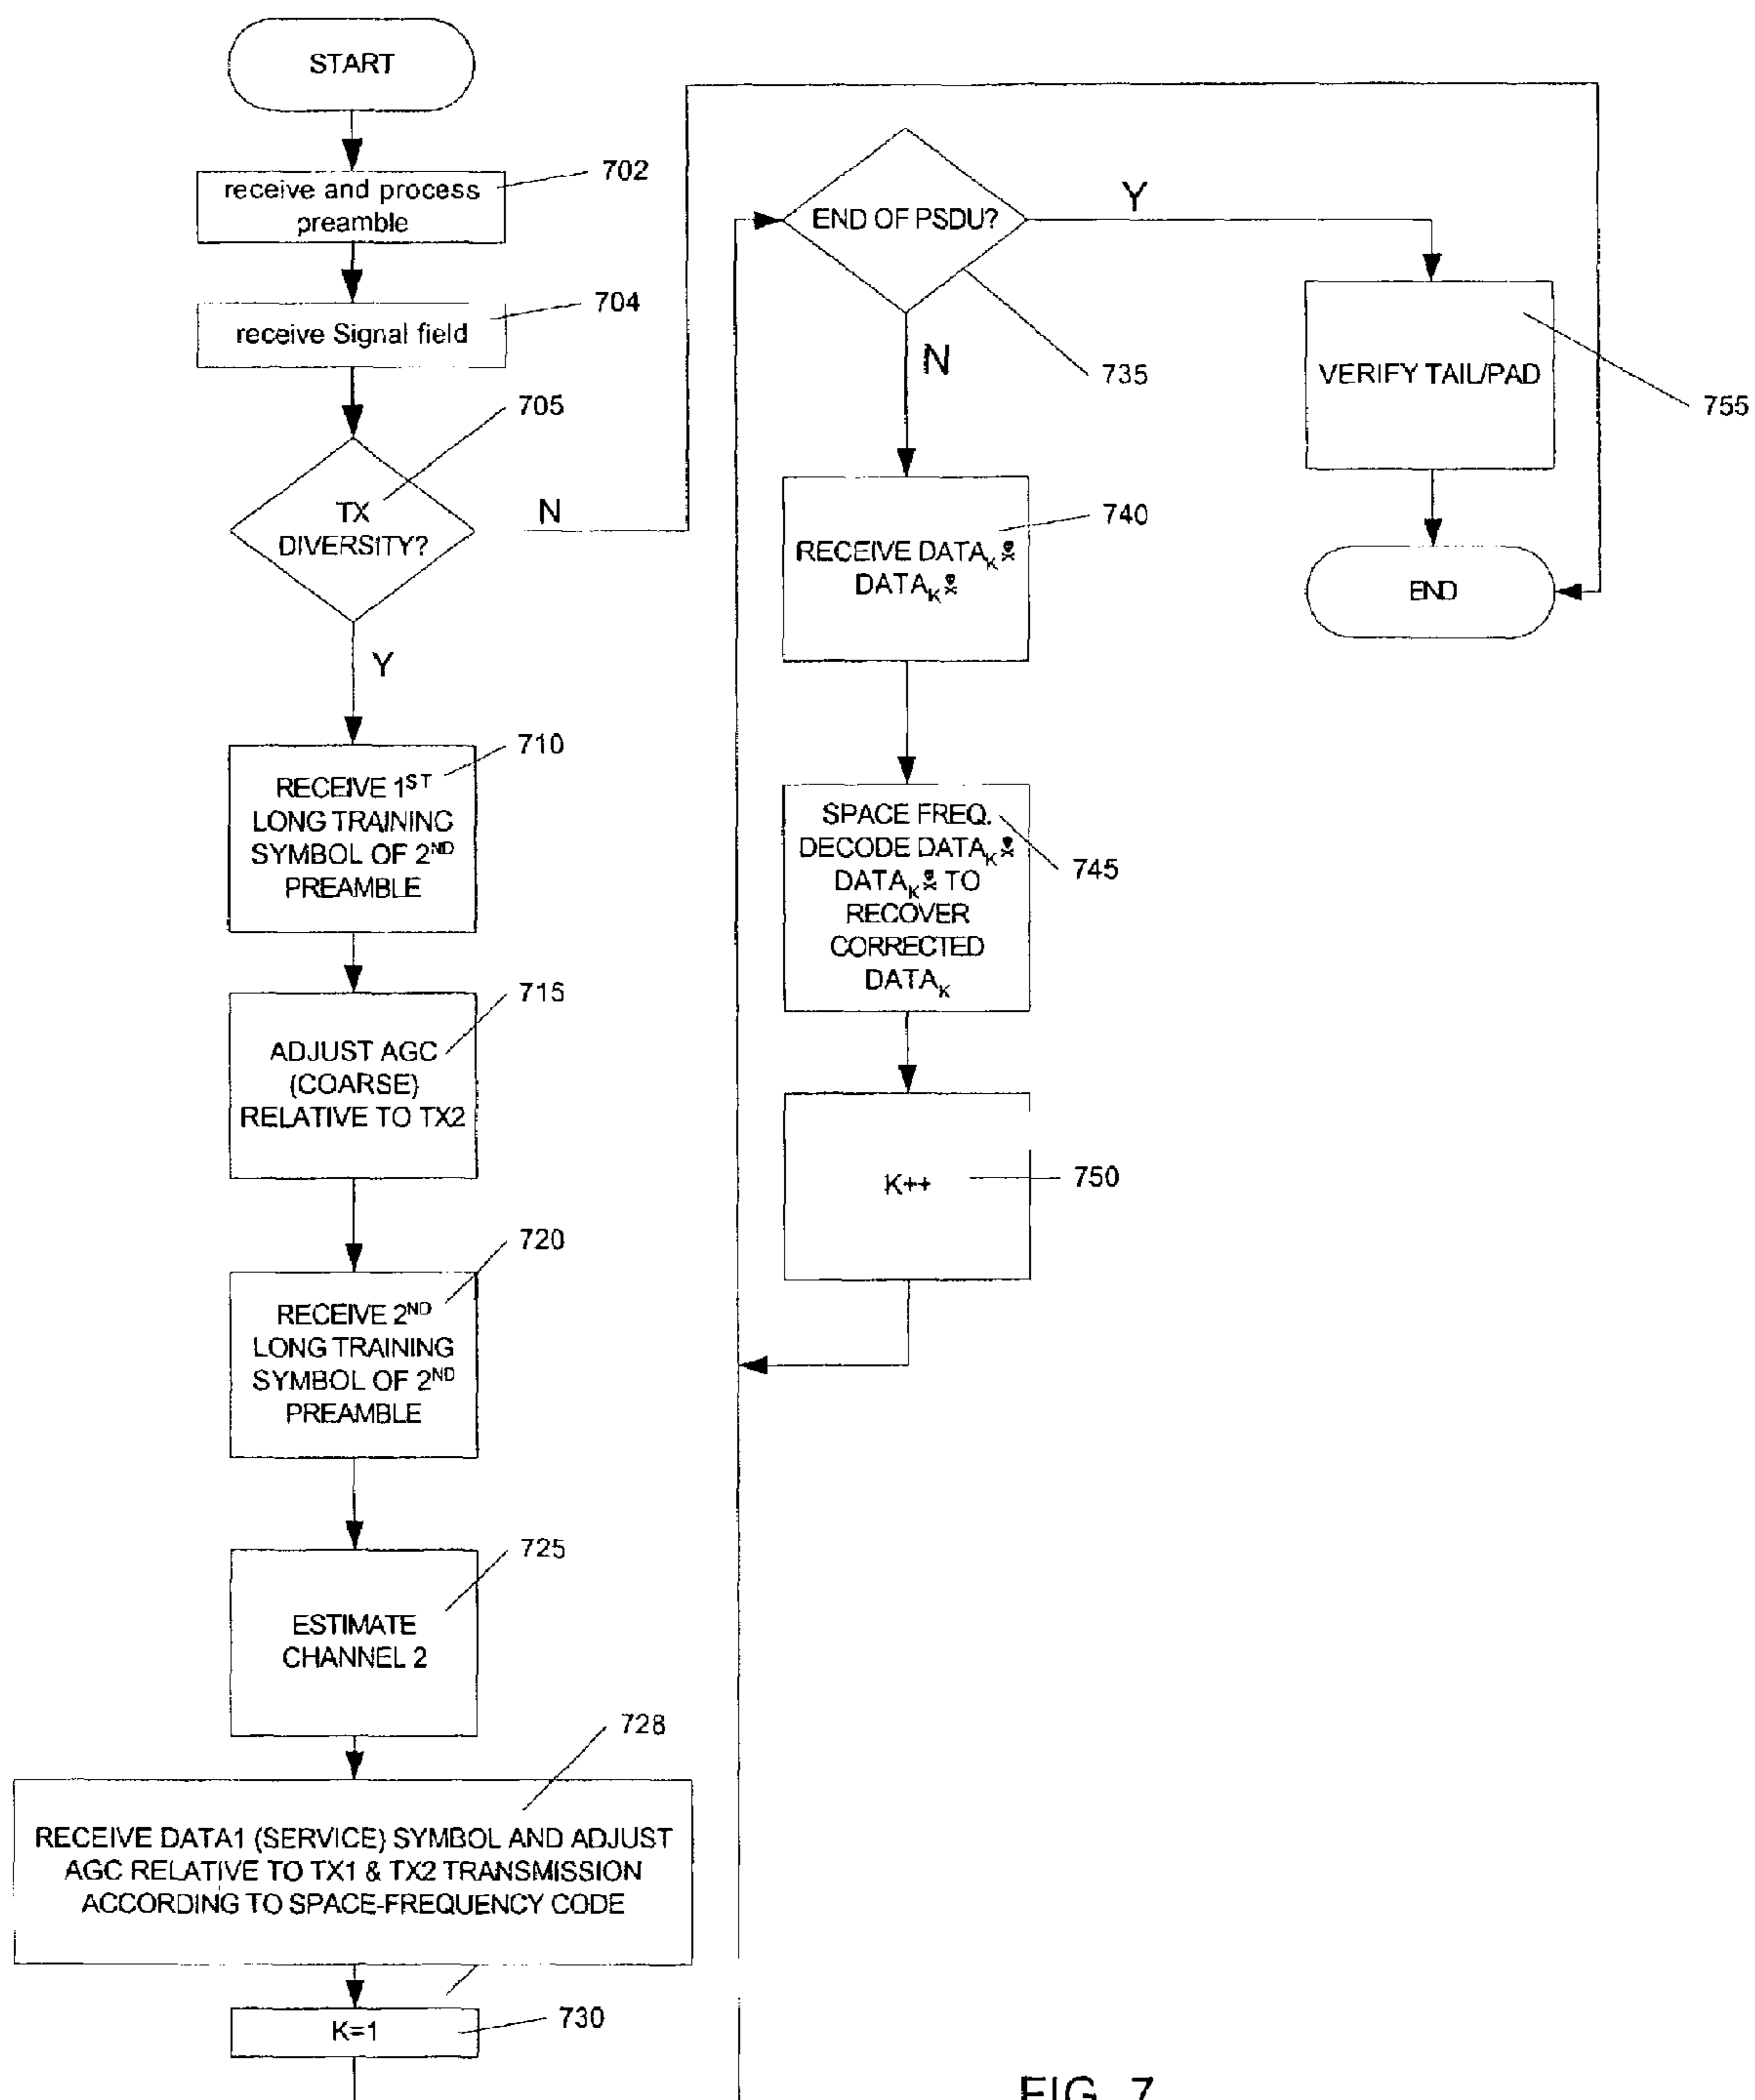 START
702
receive and process
preamble
704
receive Signal field
705
TX
DIVERSITY?
N
Y
710
RECEIVE 1ST
LONG TRAINING
SYMBOL OF 2ND
PREAMBLE
715
ADJUST AGC
(COARSE)
RELATIVE TO TX2
720
RECEIVE 2ND
LONG TRAINING
SYMBOL OF 2ND
PREAMBLE
725
ESTIMATE
CHANNEL 2
728
RECEIVE DATA1 (SERVICE) SYMBOL AND ADJUST
AGC RELATIVE TO TX1 & TX2 TRANSMISSION
ACCORDING TO SPACE-FREQUENCY CODE
K=1
730
END OF PSDU?
Y
N
735
740
RECEIVE DATAK
DATAK
SPACE FREQ.
DECODE DATAK
DATAK TO
RECOVER
CORRECTED
DATAK
745
K++
750
VERIFY TAIL/PAD
755
END
FIG. 7